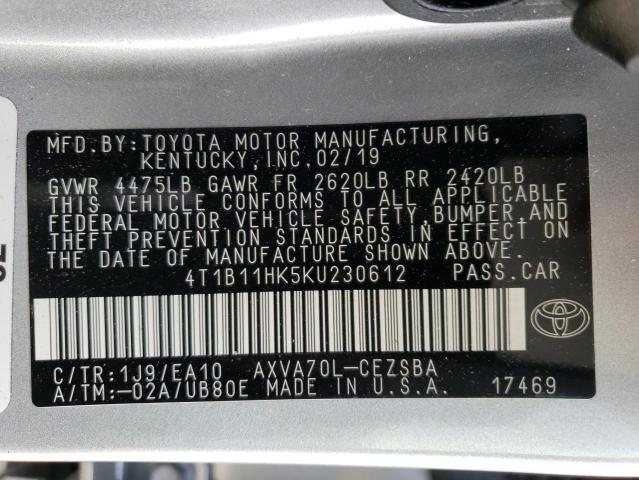 MFD.BY:TOYOTA MOTOR MANUFACTURING,
KENTUCKY,INC.02/19
GVWR 4475LB GAWR FR 2620LB RR 2420LB
THIS VEHICLE CONFORMS TO ALL APPLICABLE
FEDERAL MOTOR VEHICLE SAFETY,BUMPER,AND
THEFT PREVENTION STANDARDS IN EFFECT ON
THE DATE OF MANUFACTURE SHOWN ABOVE.
4T1B11HK5KU230612 PASS.CAR
C/TR:1J9/EA10 AXVA70L-CEZSBA
A/TM:-02A/UB80E MADE IN U.S.A. 17469